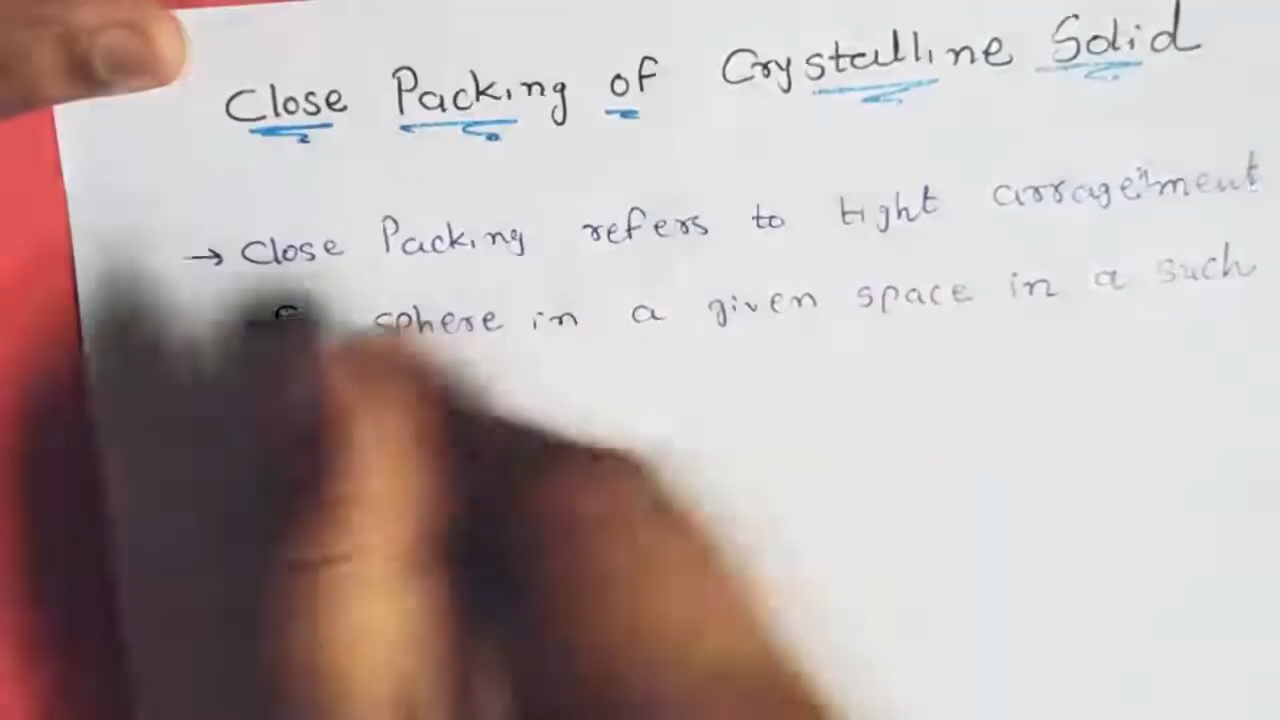 Close Packing of Crystalline Solid
→ Close Packing refers to tight arragement
sphere in a given space in a such